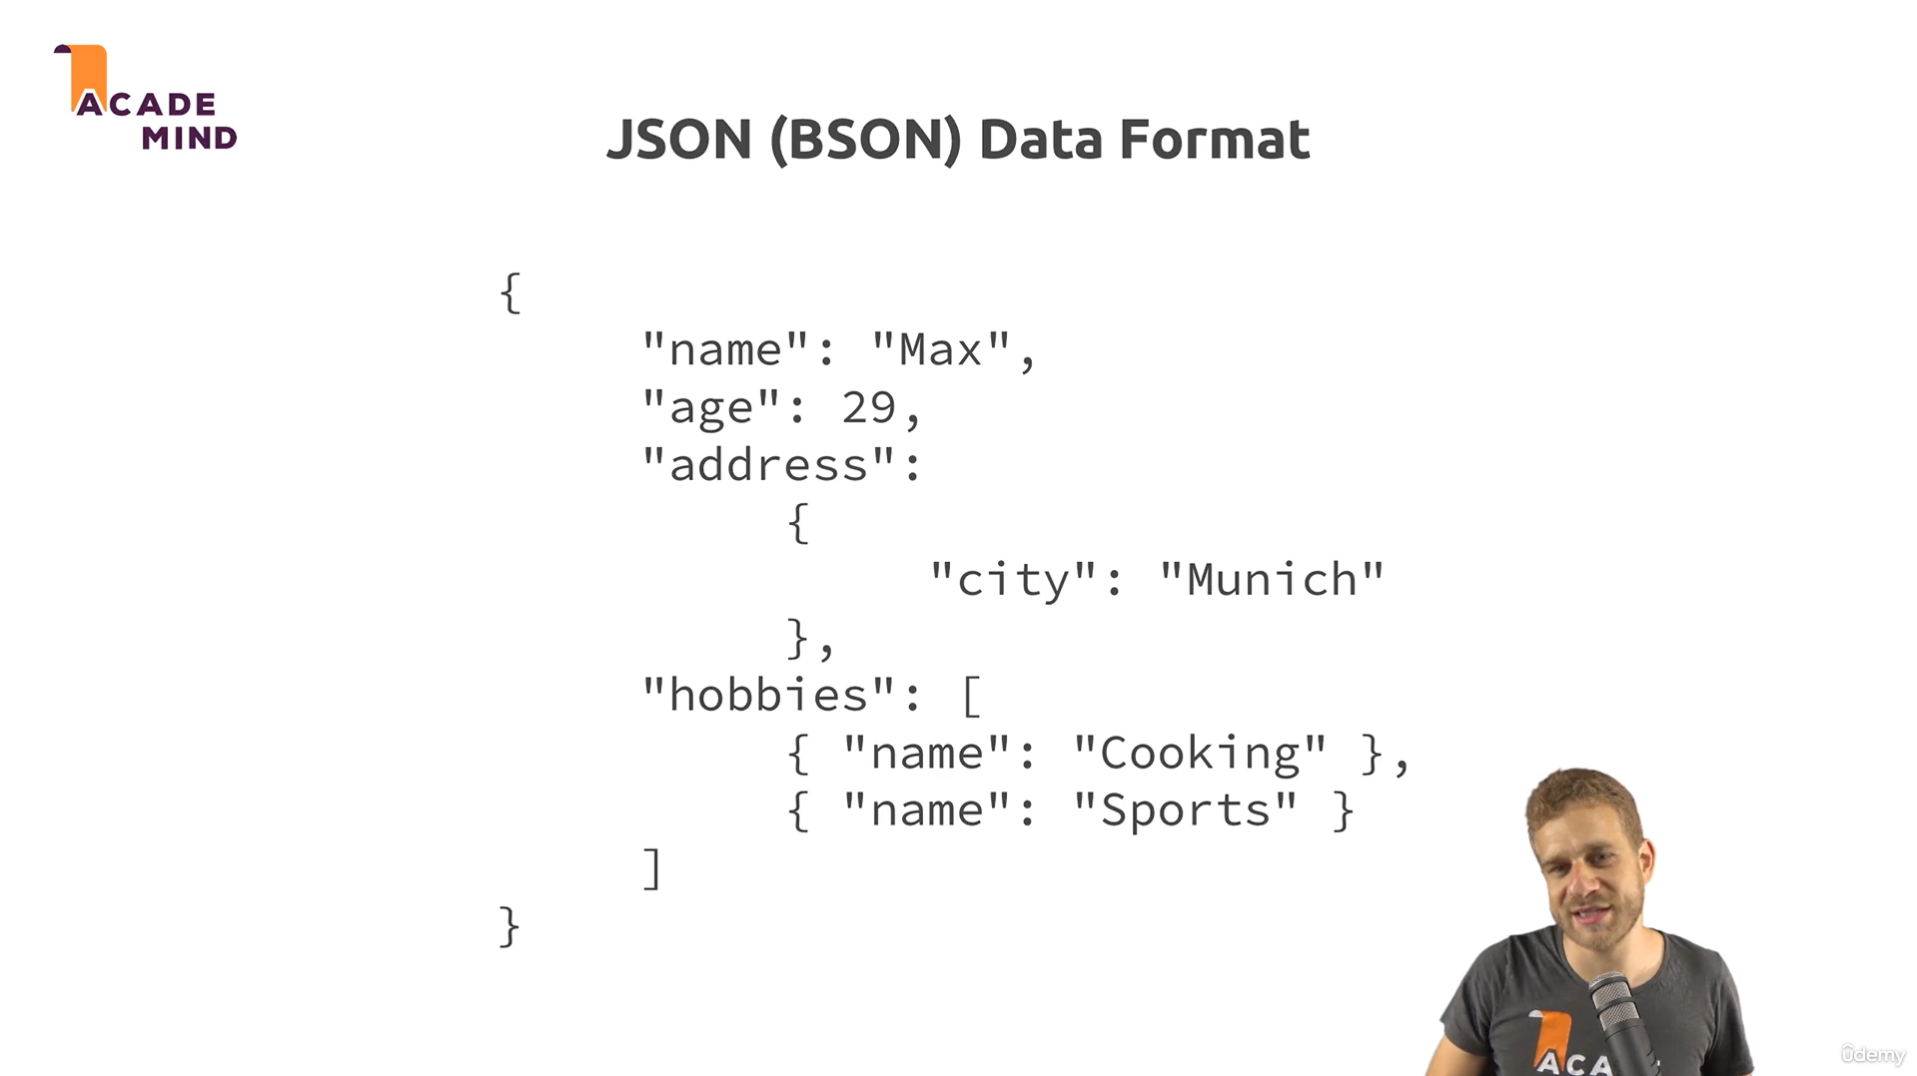 ACADE
MIND
JSON (BSON) Data Format
{
"name": "Max",
"age": 29,
"address":
{
"city": "Munich"
},
"hobbies": [
{ "name": "Cooking" },
{ "name": "Sports" }
]
}
ACA
ûdemy